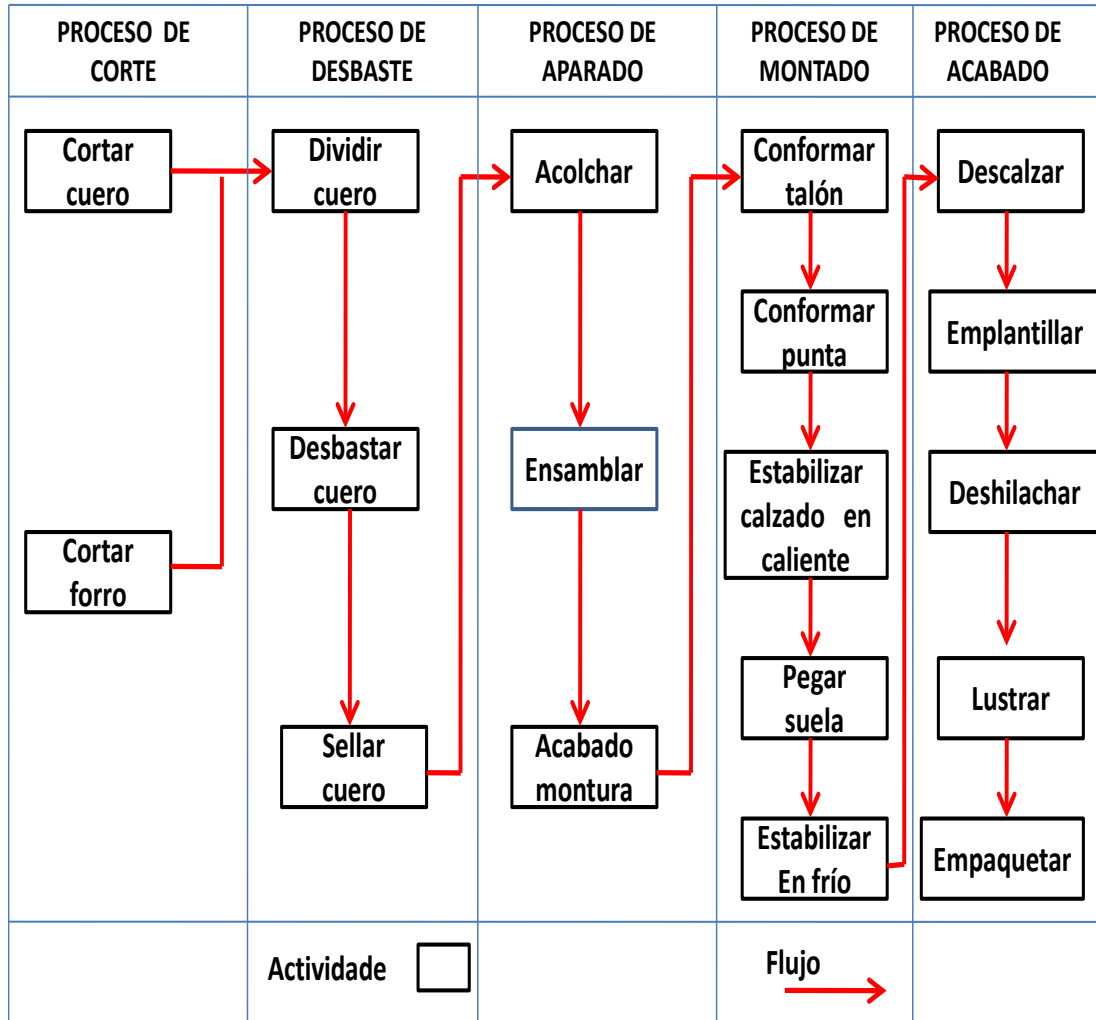 PROCESO DE
CORTE
PROCESO DE
DESBASTE
PROCESO DE
APARADO
PROCESO DE
MONTADO
PROCESO DE
ACABADO
Cortar
cuero
Cortar
forro
Dividir
cuero
Desbastar
cuero
Sellar
cuero
Acolchar
Ensamblar
Acabado
montura
Conformar
talón
Conformar
punta
Estabilizar
calzado en
caliente
Pegar
suela
Estabilizar
En frío
Descalzar
Emplantillar
Deshilachar
Lustrar
Empaquetar
Actividade
Flujo